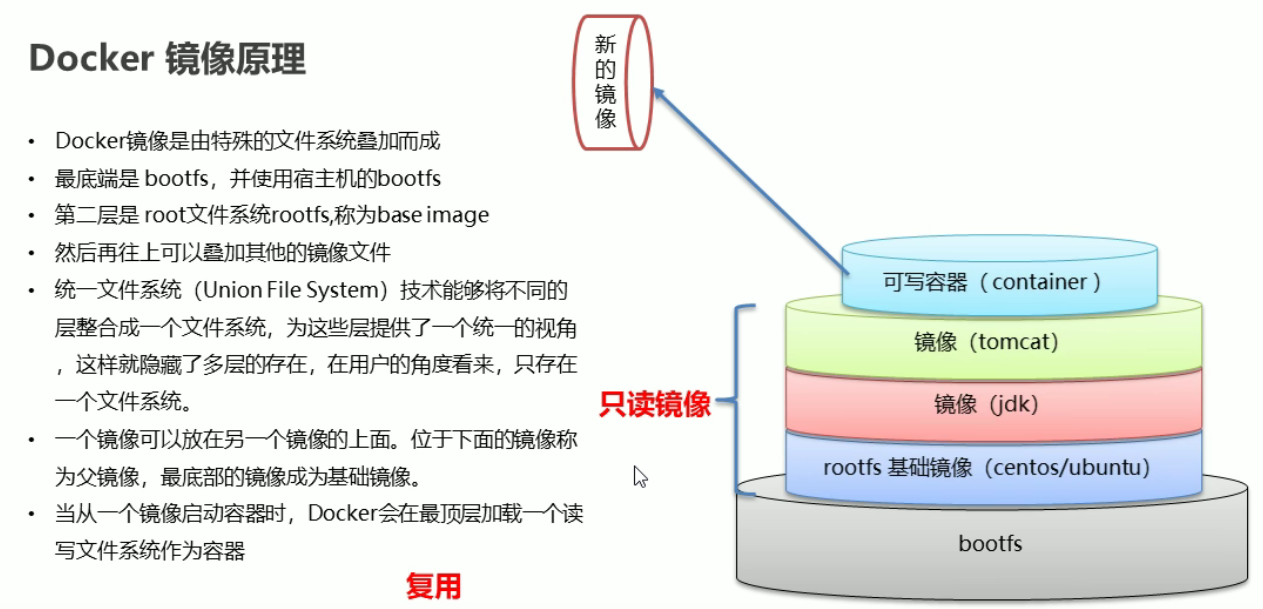 Docker 镜像原理
• Docker镜像是由特殊的文件系统叠加而成
• 最底端是 bootfs，并使用宿主机的bootfs
• 第二层是 root文件系统rootfs,称为base image
• 然后再往上可以叠加其他的镜像文件
• 统一文件系统（Union File System）技术能够将不同的
层整合成一个文件系统，为这些层提供了一个统一的视角
，这样就隐藏了多层的存在，在用户的角度看来，只存在
一个文件系统。
• 一个镜像可以放在另一个镜像的上面。位于下面的镜像称
为父镜像，最底部的镜像成为基础镜像。
• 当从一个镜像启动容器时，Docker会在最顶层加载一个读
写文件系统作为容器
复用
新
的
镜
像
可写容器（container）
镜像（tomcat）
只读镜像
镜像（jdk）
rootfs 基础镜像（centos/ubuntu）
bootfs